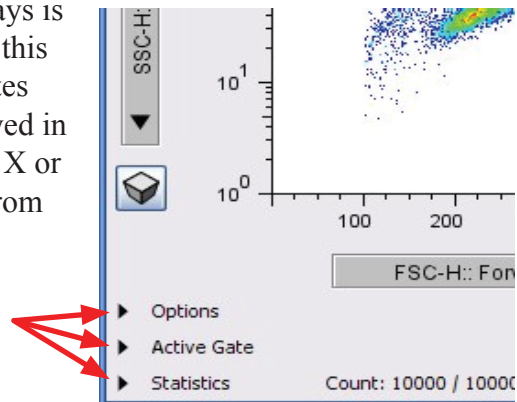 ays is
this
tes
ved in
X or
rom
SSC-H:
10¹
10⁰
100 200
FSC-H:: For
Options
Active Gate
Statistics Count: 10000 / 10000